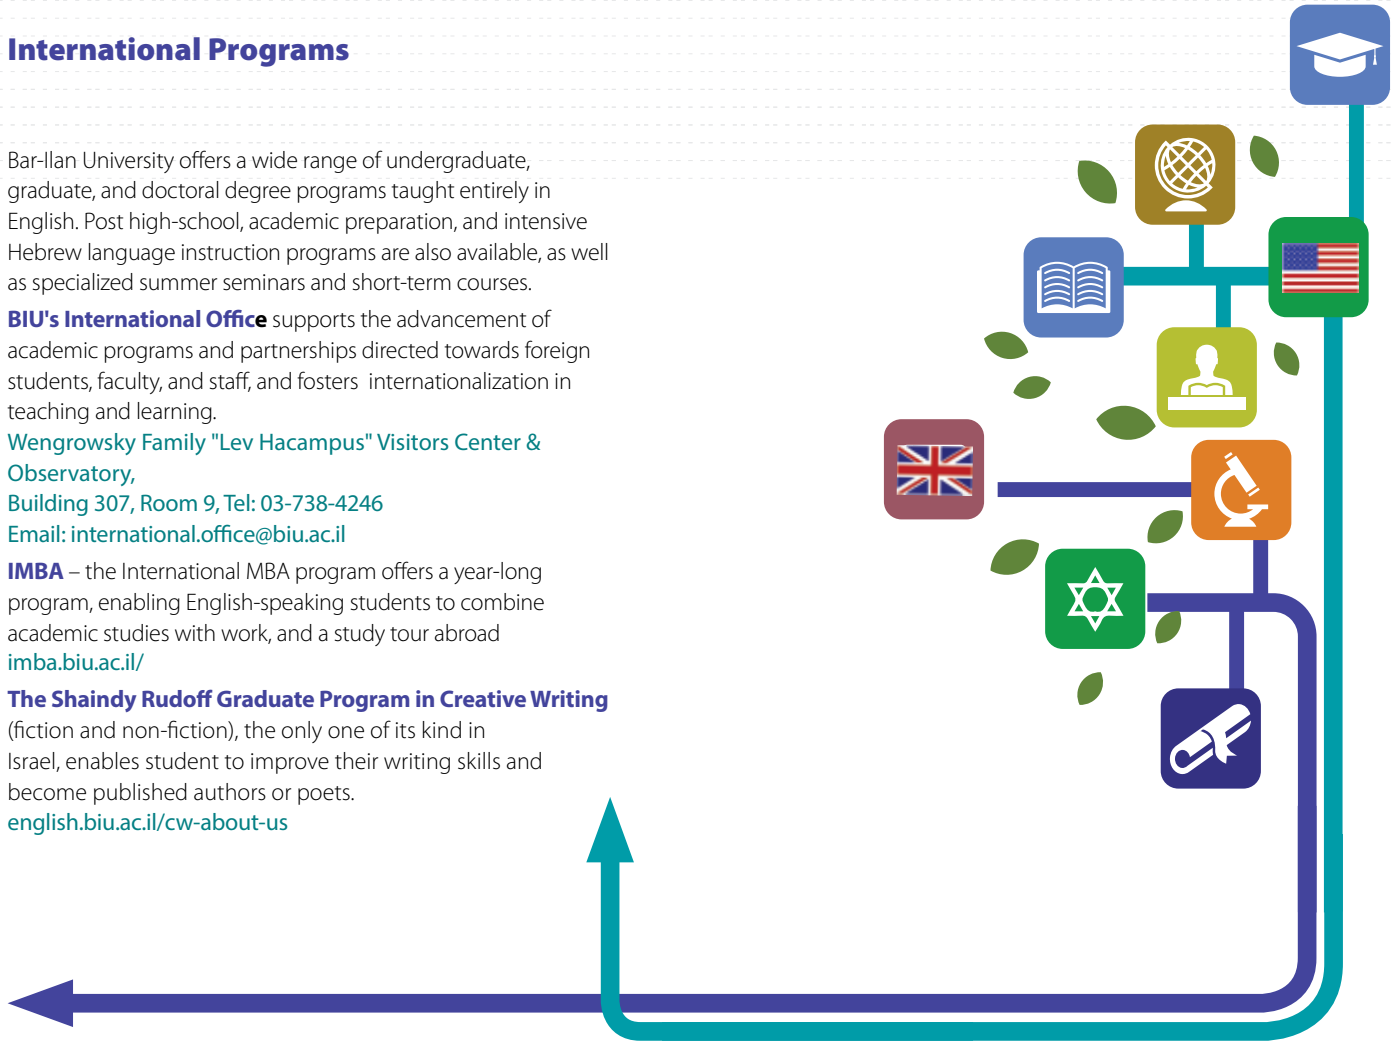 International Programs
Bar-Ilan University offers a wide range of undergraduate,
graduate, and doctoral degree programs taught entirely in
English. Post high-school, academic preparation, and intensive
Hebrew language instruction programs are also available, as well
as specialized summer seminars and short-term courses.
BIU's International Office supports the advancement of
academic programs and partnerships directed towards foreign
students, faculty, and staff, and fosters  internationalization in
teaching and learning.
Wengrowsky Family "Lev Hacampus" Visitors Center &
Observatory,
Building 307, Room 9, Tel: 03-738-4246
Email: international.office@biu.ac.il
IMBA – the International MBA program offers a year-long
program, enabling English-speaking students to combine
academic studies with work, and a study tour abroad
imba.biu.ac.il/
The Shaindy Rudoff Graduate Program in Creative Writing
(fiction and non-fiction), the only one of its kind in
Israel, enables student to improve their writing skills and
become published authors or poets.
english.biu.ac.il/cw-about-us